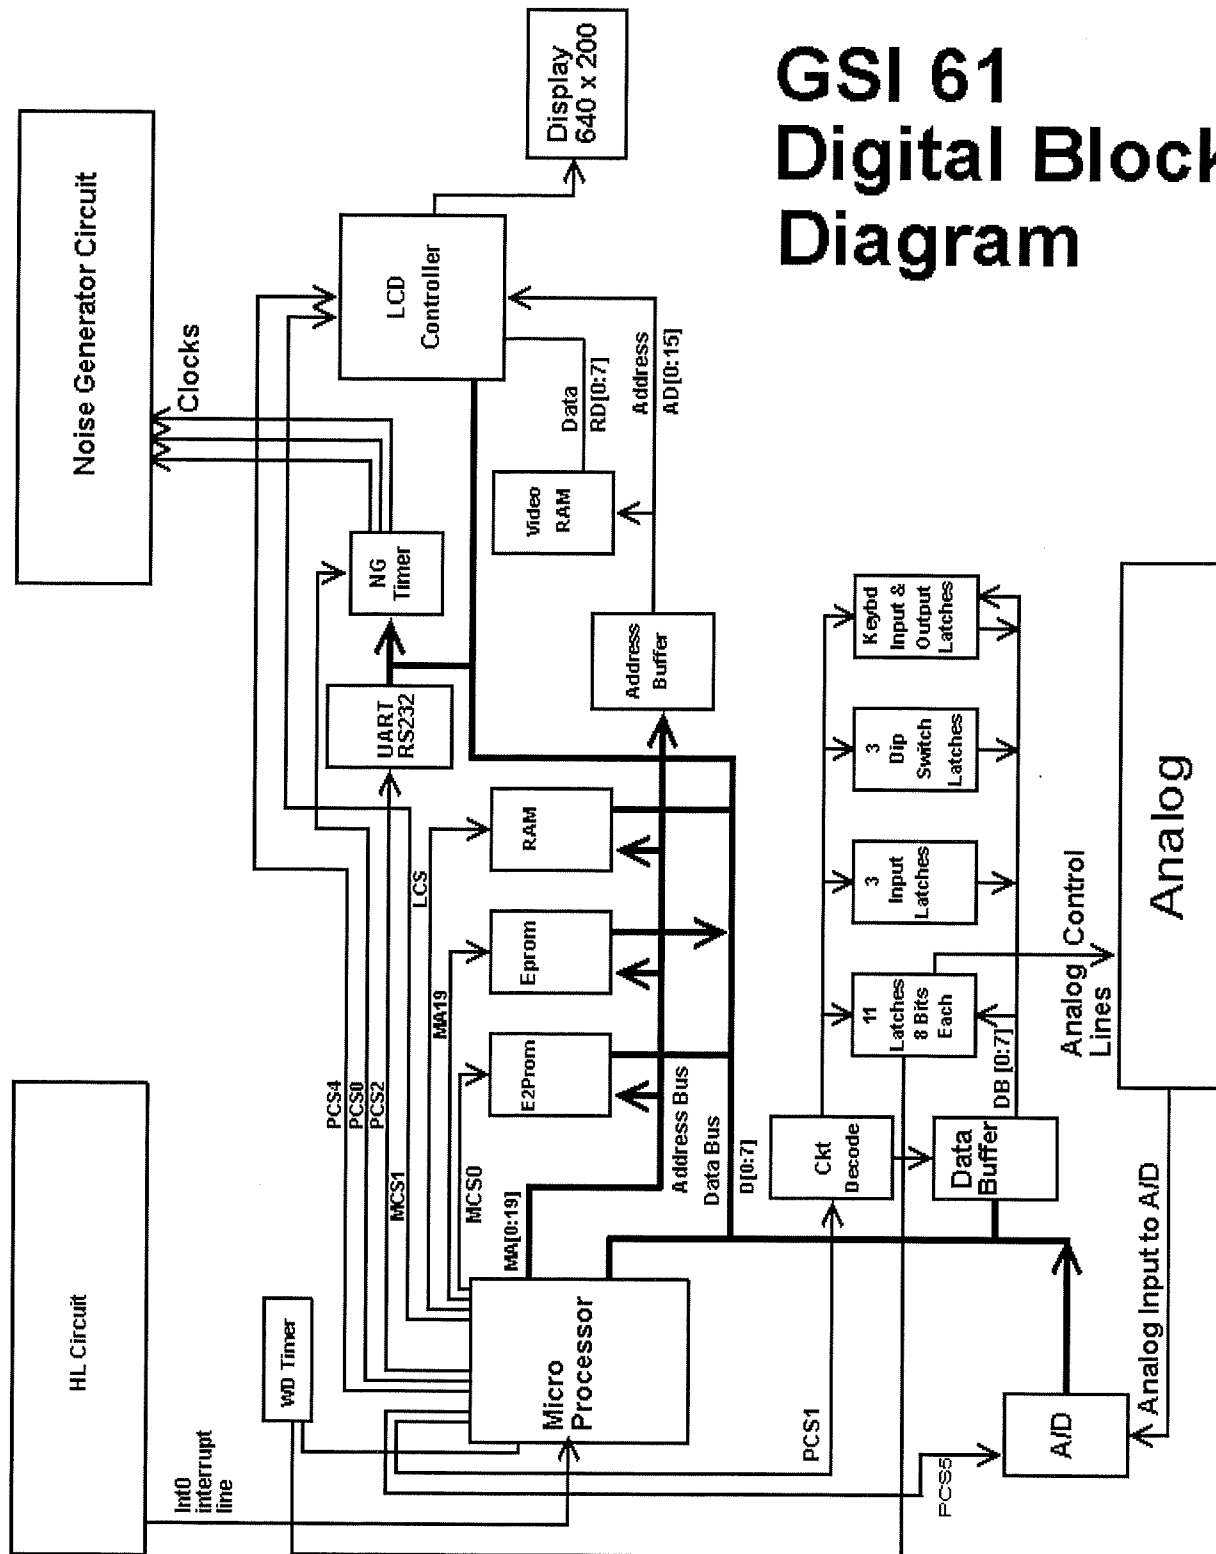 GSI 61
Digital Block
Diagram
Noise Generator Circuit
Clocks
Display
640 x 200
LCD
Controller
Data
RD[0:7]
Address
AD[0:15]
Video
RAM
NG
Timer
UART
RS232
Address
Buffer
HL Circuit
WD Timer
Int0
interrupt
line
PCS4
PCS0
PCS2
MCS1
LCS
MA19
MCS0
MA[0:19]
RAM
Eprom
E2Prom
Address Bus
Data Bus
D[0:7]
Micro
Processor
PCS1
PCS5
Ckt
Decode
Data
Buffer
DB [0:7]
Keybd
Input &
Output
Latches
3
Dip
Switch
Latches
3
Input
Latches
11
Latches
8 Bits
Each
Analog Control
Lines
Analog
A/D
Analog Input to A/D